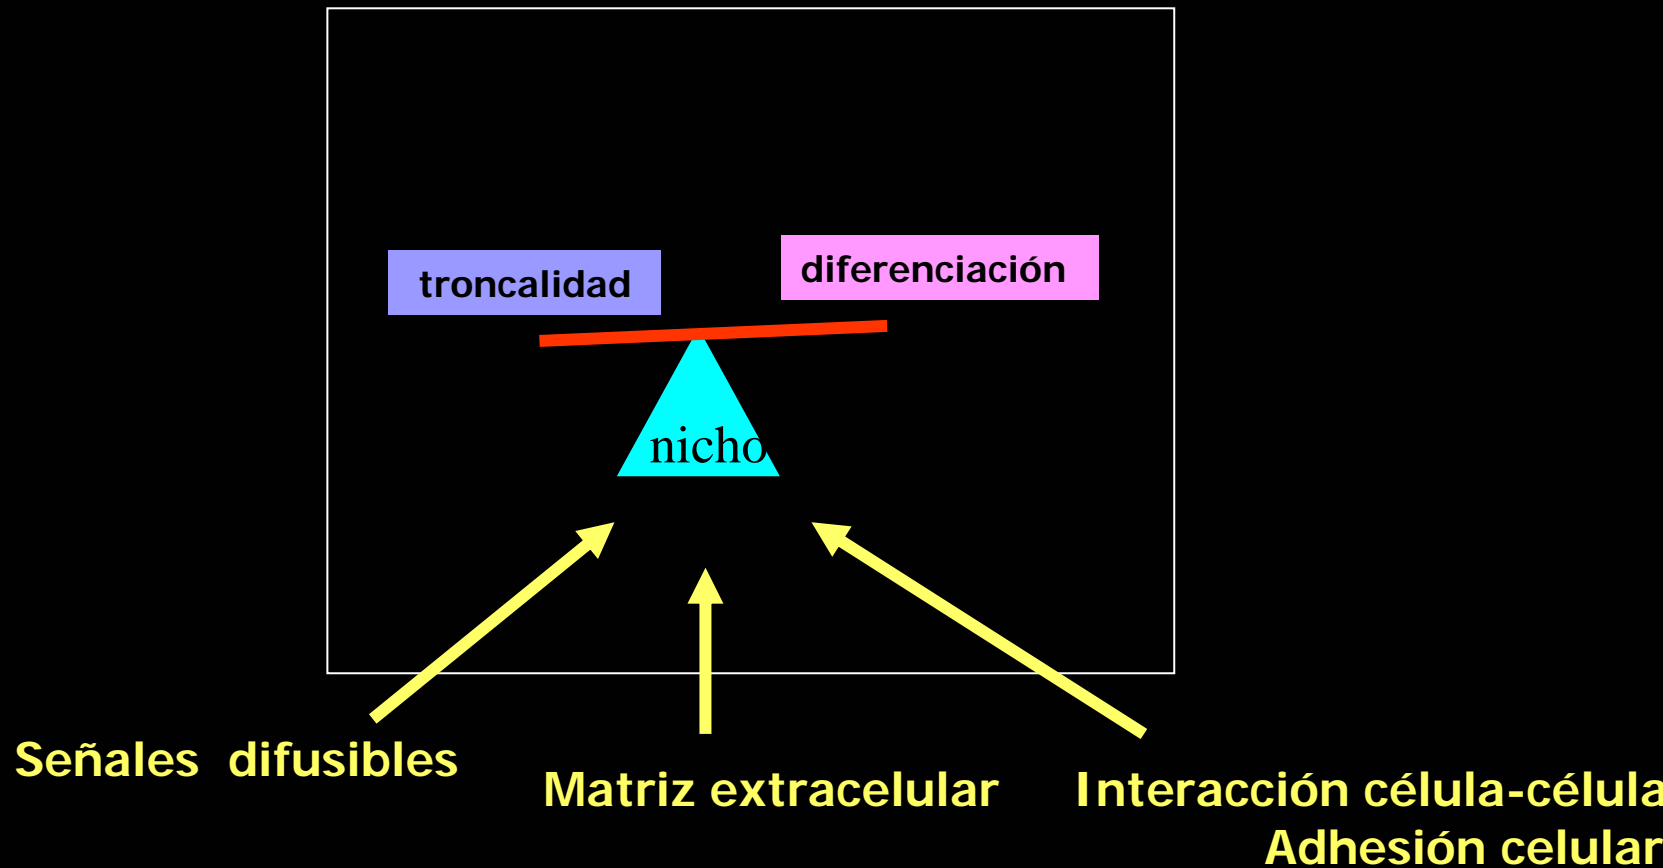 troncalidad
diferenciación
nicho
Señales difusibles
Matriz extracelular
Interacción célula-célula
Adhesión celular